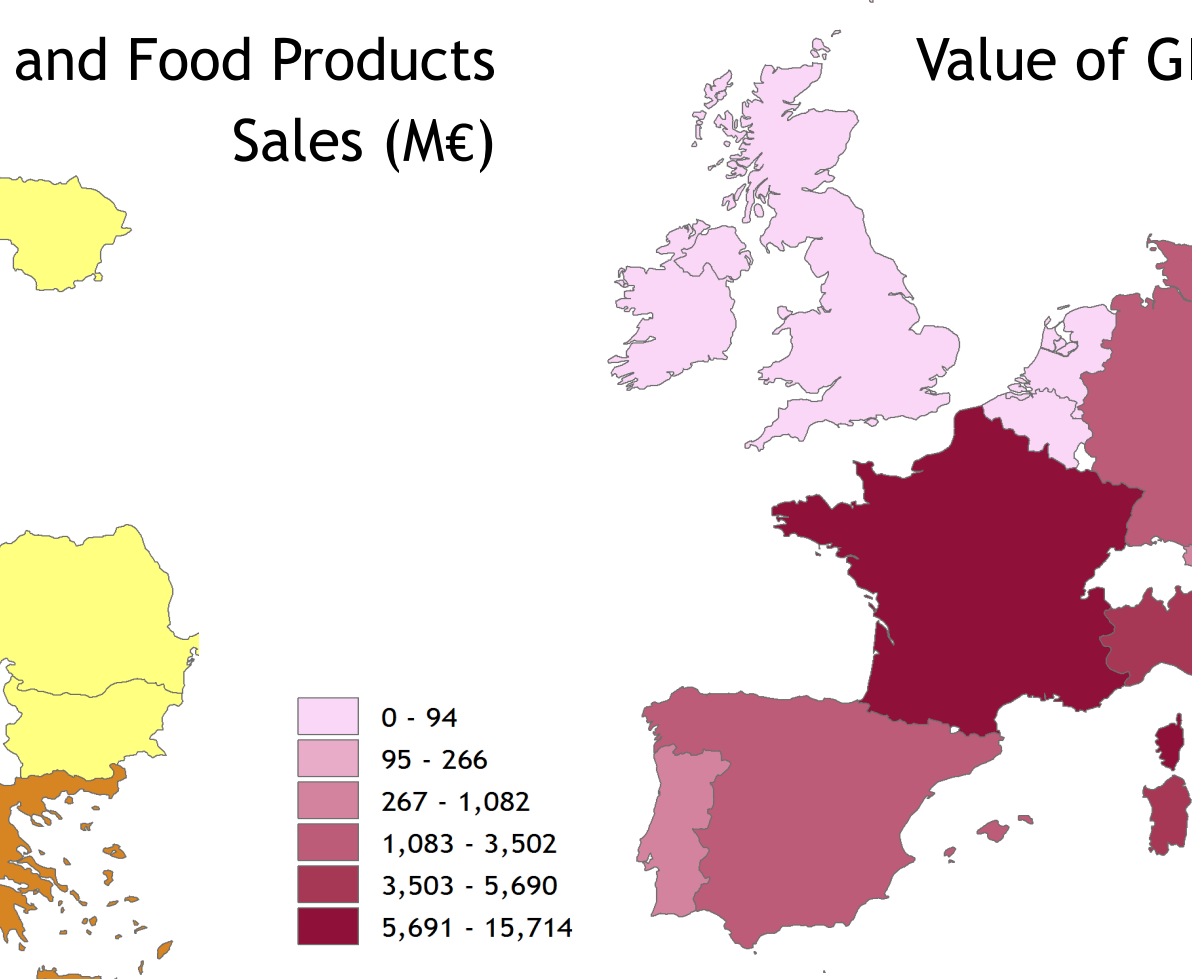 and Food Products
Sales (M€)
Value of
0 - 94
95 - 266
267 - 1,082
1,083 - 3,502
3,503 - 5,690
5,691 - 15,714